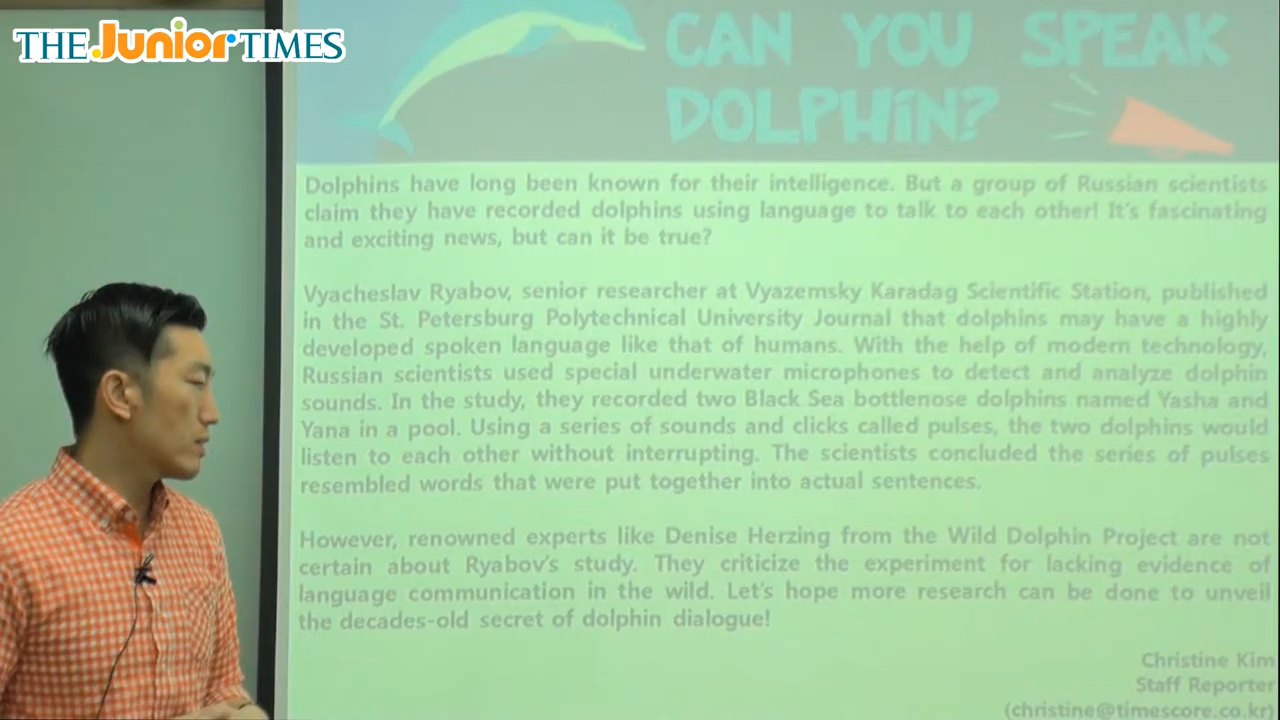 THE Junior TIMES
CAN YOU SPEAK
DOLPHIN?
Dolphins have long been known for their intelligence. But a group of Russian scientists
claim they have recorded dolphins using language to talk to each other! It's fascinating
and exciting news, but can it be true?
Vyacheslav Ryabov, senior researcher at Vyazemsky Karadag Scientific Station, published
in the St. Petersburg Polytechnical University Journal that dolphins may have a highly
developed spoken language like that of humans. With the help of modern technology,
Russian scientists used special underwater microphones to detect and analyze dolphin
sounds. In the study, they recorded two Black Sea bottlenose dolphins named Yasha and
Yana in a pool. Using a series of sounds and clicks called pulses, the two dolphins would
listen to each other without interrupting. The scientists concluded the series of pulses
resembled words that were put together into actual sentences.
However, renowned experts like Denise Herzing from the Wild Dolphin Project are not
certain about Ryabov's study. They criticize the experiment for lacking evidence of
language communication in the wild. Let's hope more research can be done to unveil
the decades-old secret of dolphin dialogue!
Christine Kim
Staff Reporter
(christine@timescore.co.kr)